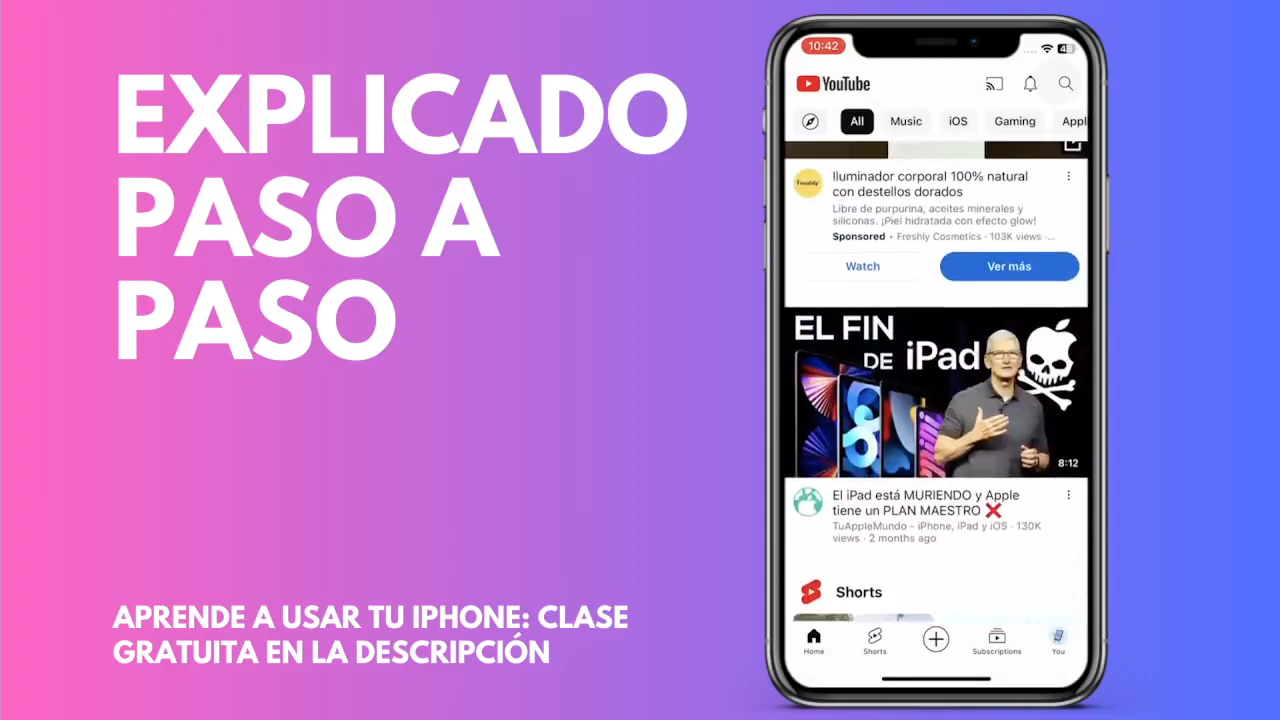 EXPLICADO
PASO A
PASO
APRENDE A USAR TU IPHONE: CLASE
GRATUITA EN LA DESCRIPCIÓN
10:42
48
YouTube
All
Music
iOS
Gaming
Appl
Freshly
Iluminador corporal 100% natural
con destellos dorados
Libre de purpurina, aceites minerales y
siliconas. ¡Piel hidratada con efecto glow!
Sponsored • Freshly Cosmetics · 103K views ·...
Watch
Ver más
EL FIN
DE iPad
8:12
El iPad está MURIENDO y Apple
tiene un PLAN MAESTRO ❌
TuAppleMundo - iPhone, iPad y iOS · 130K
views · 2 months ago
Shorts
Home
Shorts
Subscriptions
You